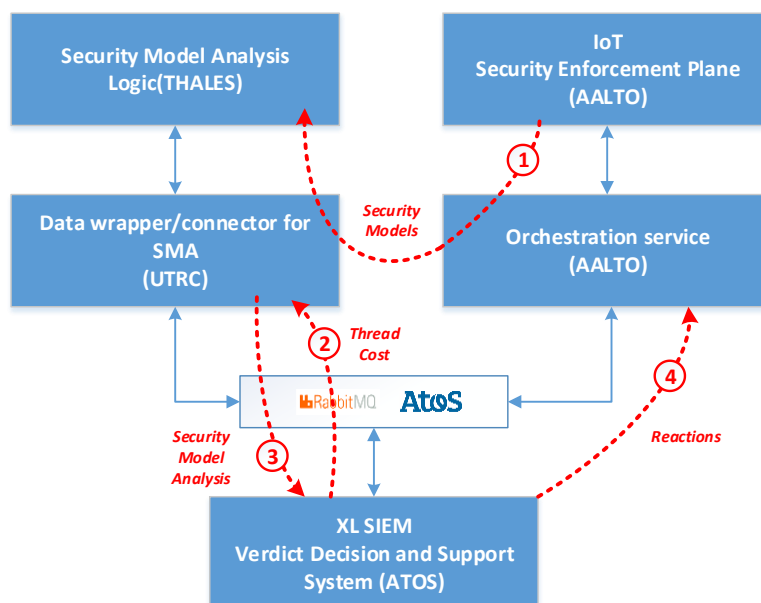 Security Model Analysis
Logic(THALES)
IoT
Security Enforcement Plane
(AALTO)
1
Security
Models
Data wrapper/connector for
SMA
(UTRC)
Orchestration service
(AALTO)
2
Thread
Cost
4
RabbitMQ
Atos
3
Security
Model
Analysis
Reactions
XL SIEM
Verdict Decision and Support
System (ATOS)